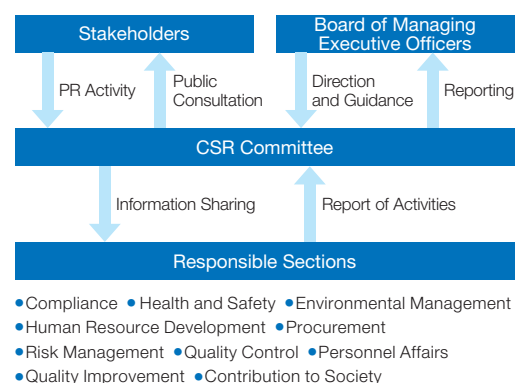 Stakeholders
Board of Managing
Executive Officers
PR Activity
Public
Consultation
Direction
and Guidance
Reporting
CSR Committee
Information Sharing
Report of Activities
Responsible Sections
●Compliance ●Health and Safety ●Environmental Management
●Human Resource Development ●Procurement
●Risk Management ●Quality Control ●Personnel Affairs
●Quality Improvement ●Contribution to Society